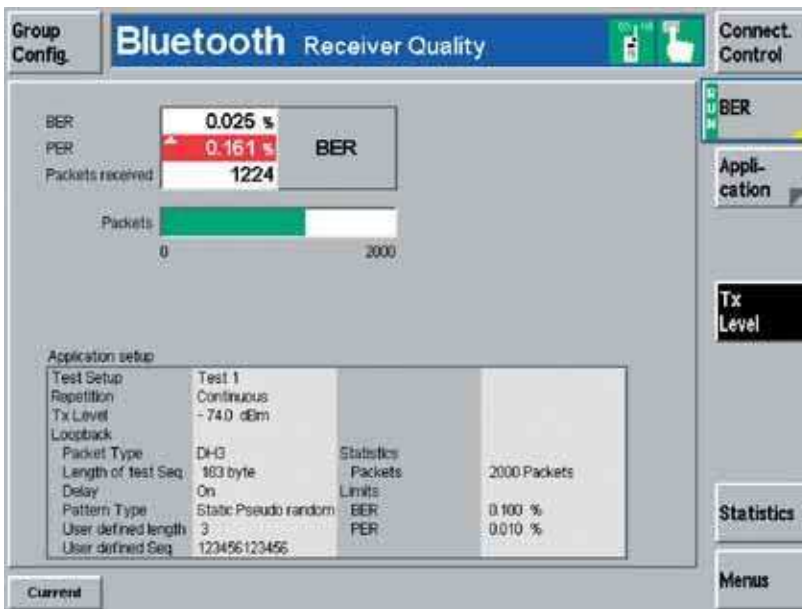 Group
Config.
Bluetooth Receiver Quality
Connect.
Control
BER 0.025 %
PER 0.161 %
Packets received 1224
BER
RUN
BER
Appli-
cation
Packets
0 2000
Tx
Level
Application setup
Test Setup Test 1
Repetition Continuous
Tx Level - 74.0 dBm
Loopback
Packet Type DH3 Statistics
Length of test Seq 183 byte Packets 2000 Packets
Delay On Limits
Pattern Type Static Pseudo random BER 0.100 %
User defined length 3 PER 0.010 %
User defined Seq 123456123456
Statistics
Current
Menus